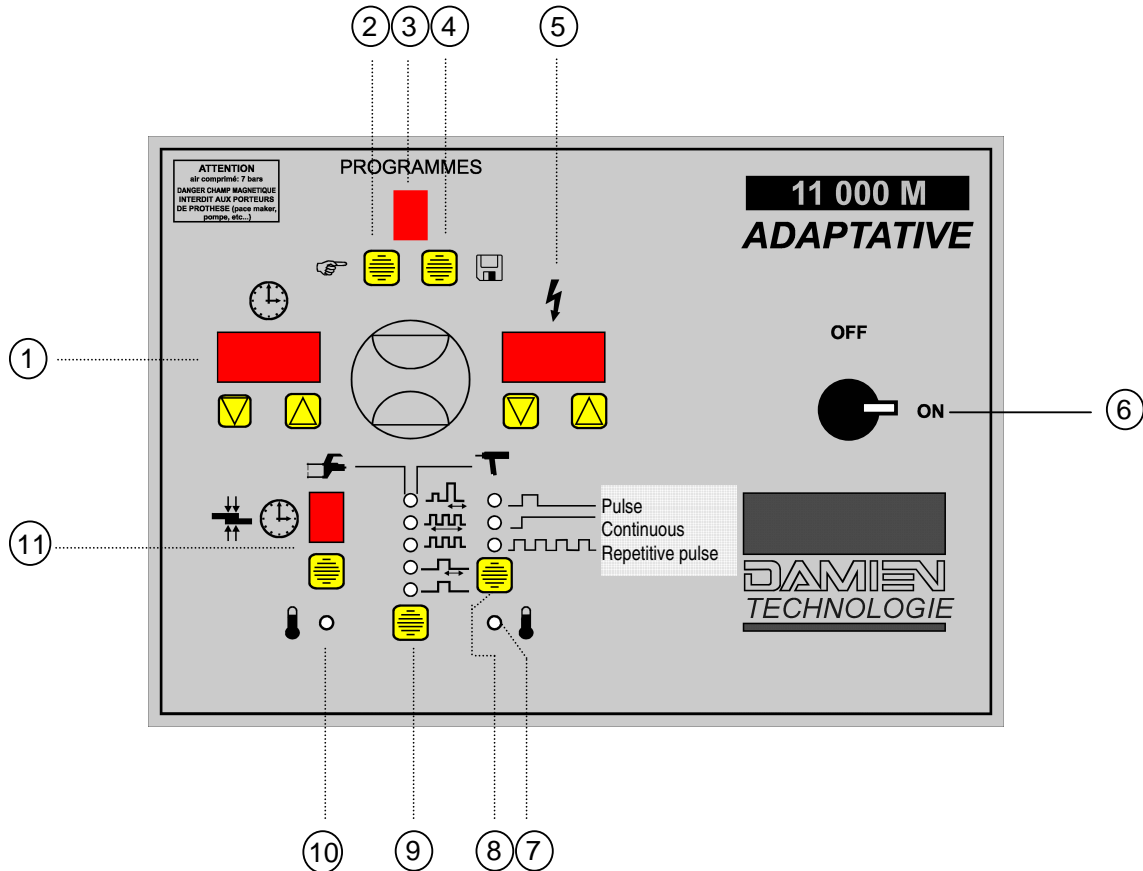 2 3 4 5
ATTENTION
air comprimé: 7 bars
DANGER CHAMP MAGNETIQUE
INTERDIT AUX PORTEURS
DE PROTHESE (pace maker,
pompe, etc...)
PROGRAMMES
11 000 M
ADAPTATIVE
OFF
1
ON
6
Pulse
Continuous
Repetitive pulse
11
DAMIEN
TECHNOLOGIE
10 9 8 7